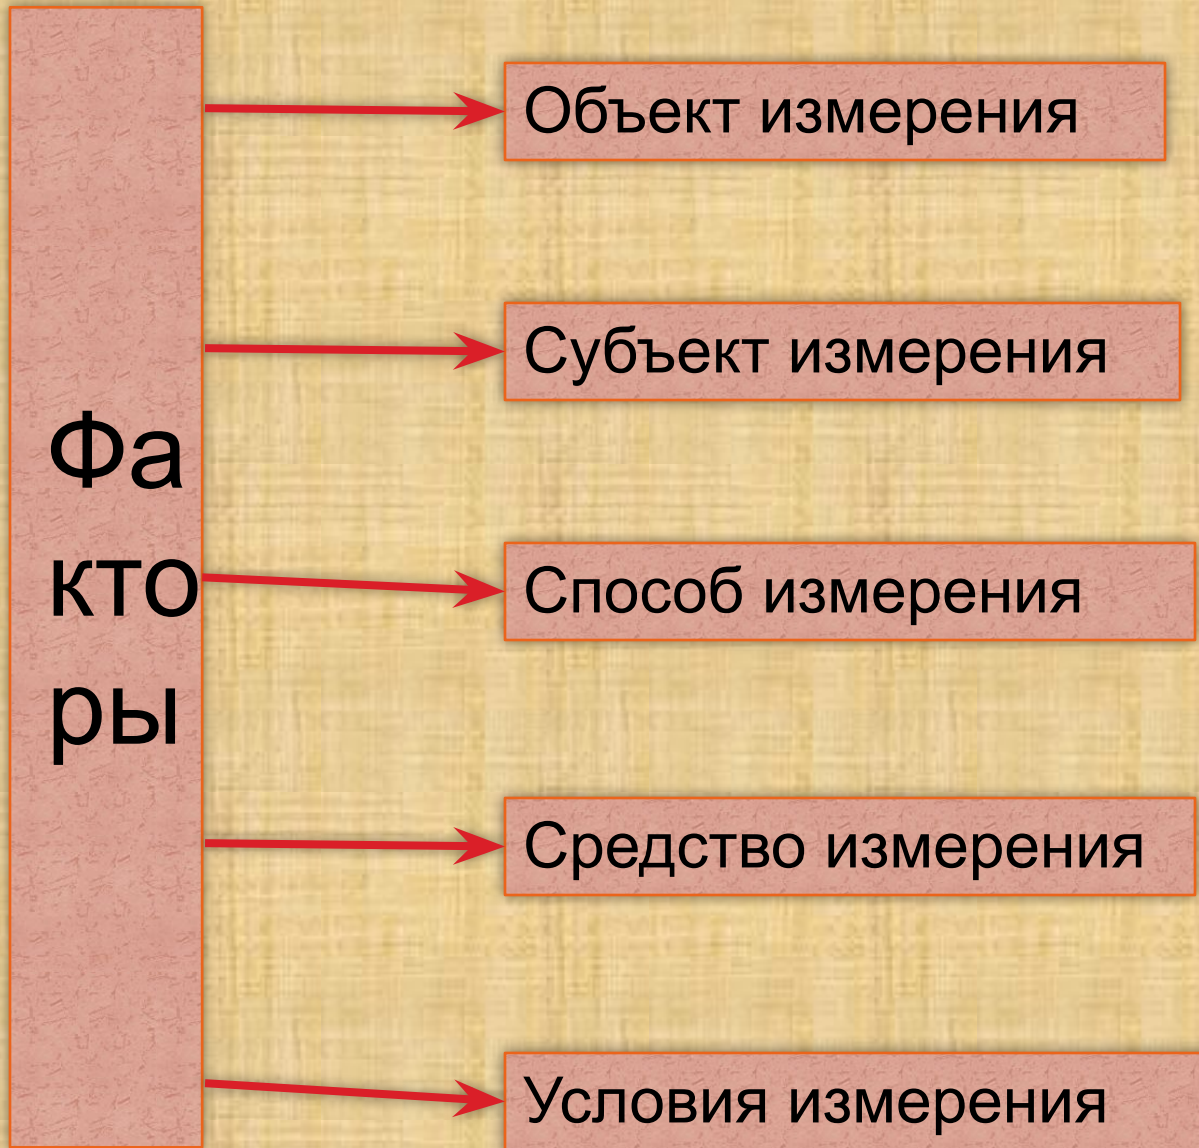 Фа
кто
ры
Объект измерения
Субъект измерения
Способ измерения
Средство измерения
Условия измерения